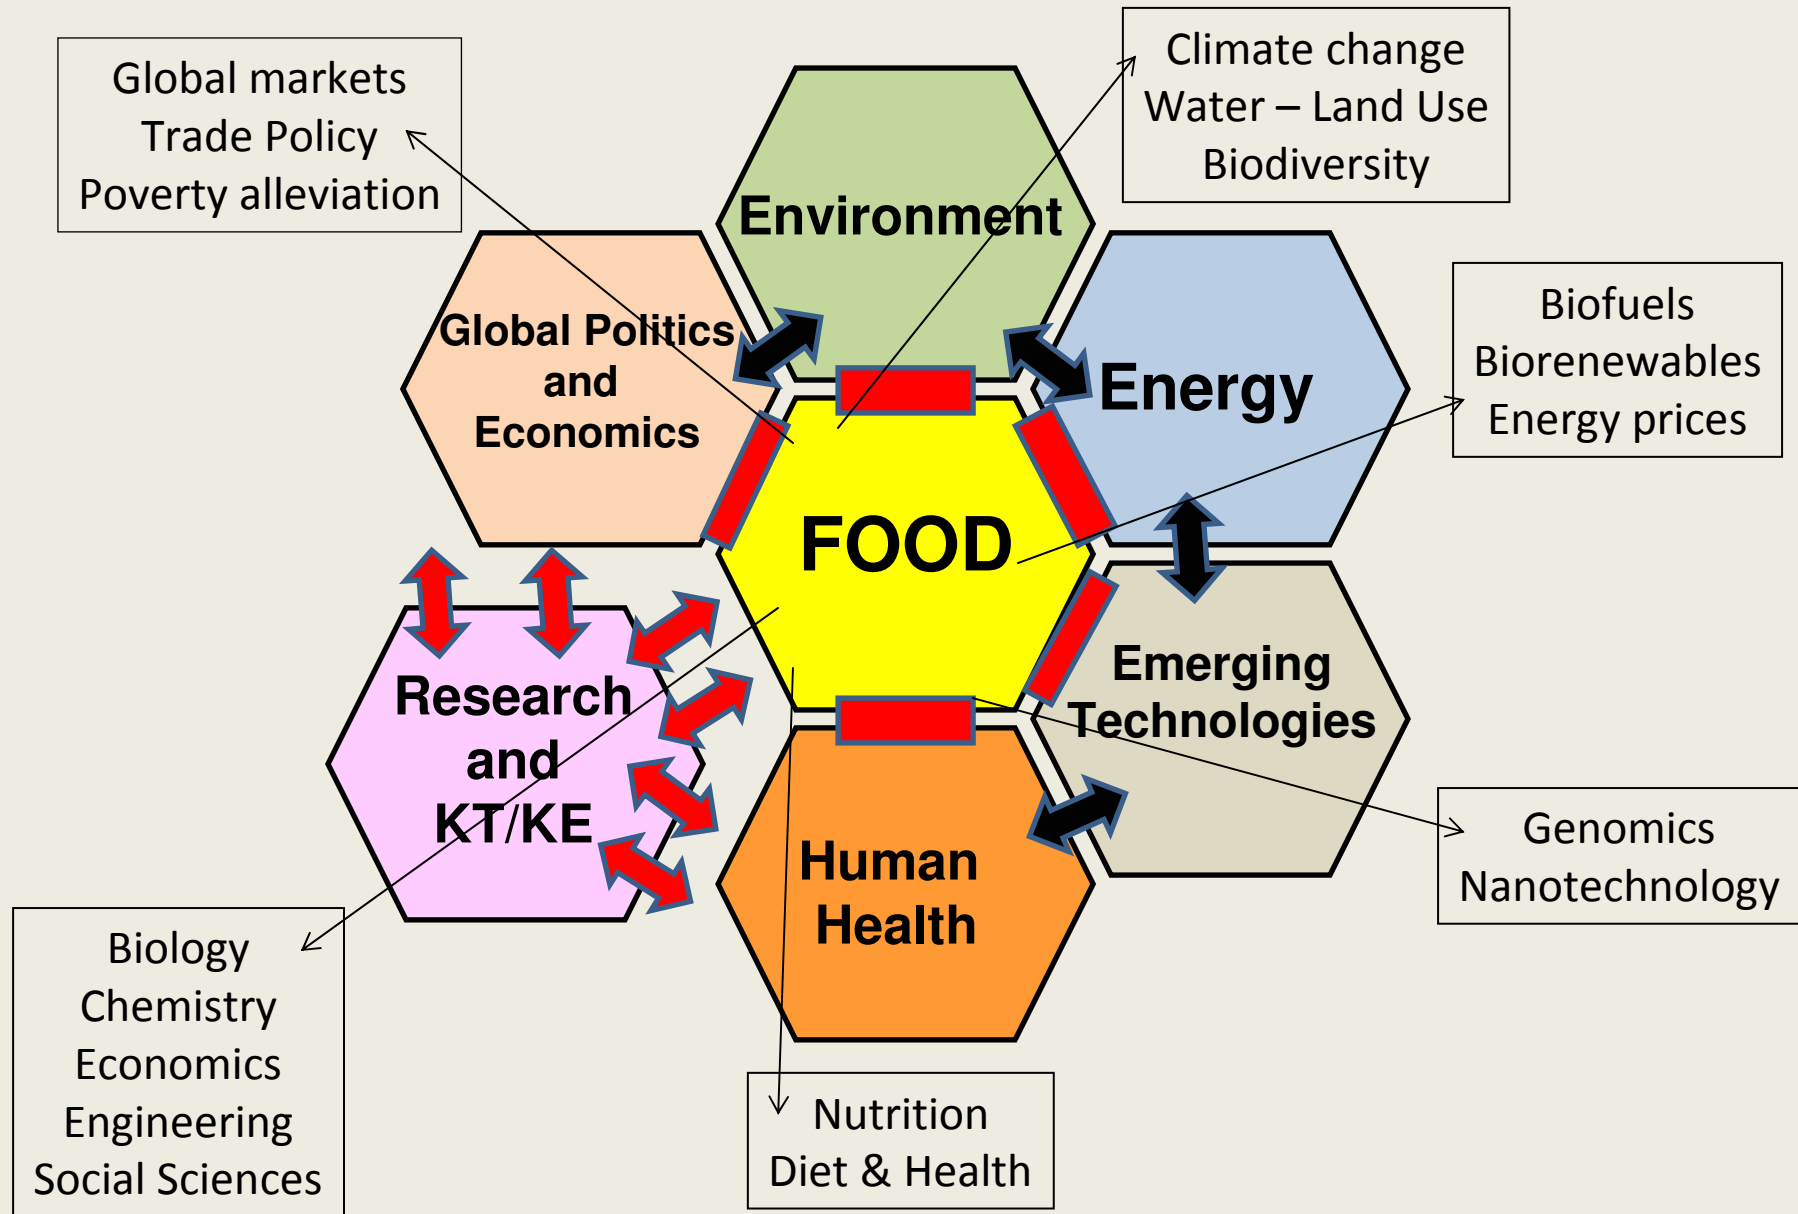 Global markets
Trade Policy
Poverty alleviation
Climate change
Water – Land Use
Biodiversity
Environment
Global Politics
and
Economics
Energy
Biofuels
Biorenewables
Energy prices
FOOD
Research
and
KT/KE
Emerging
Technologies
Human
Health
Genomics
Nanotechnology
Biology
Chemistry
Economics
Engineering
Social Sciences
Nutrition
Diet & Health